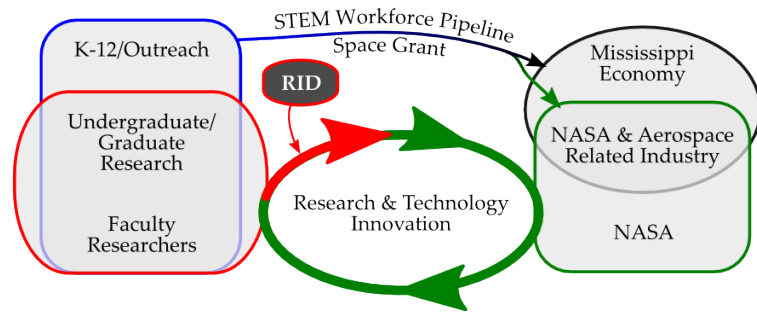 STEM Workforce Pipeline
Space Grant
K-12/Outreach
Undergraduate/
Graduate
Research
Faculty
Researchers
RID
Research & Technology
Innovation
Mississippi
Economy
NASA & Aerospace
Related Industry
NASA